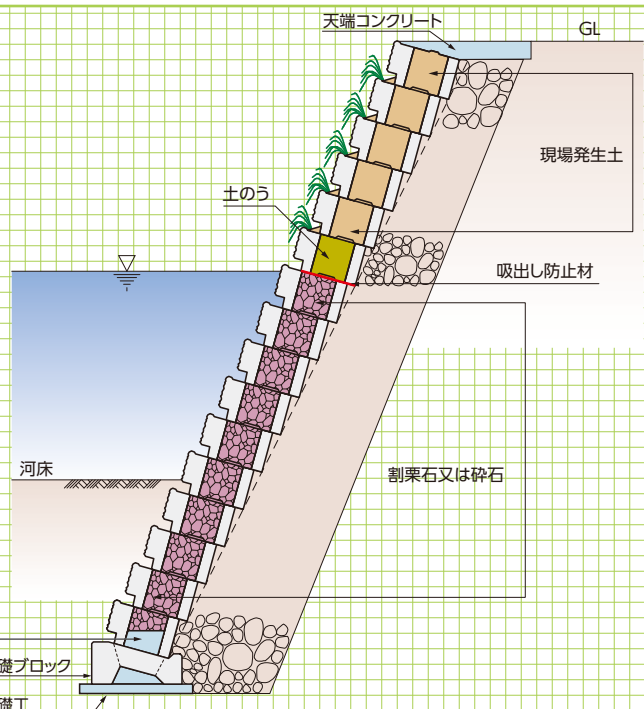 天端コンクリート
GL
現場発生土
土のう
吸出し防止材
河床
割栗石又は砕石
礎ブロック
礎工